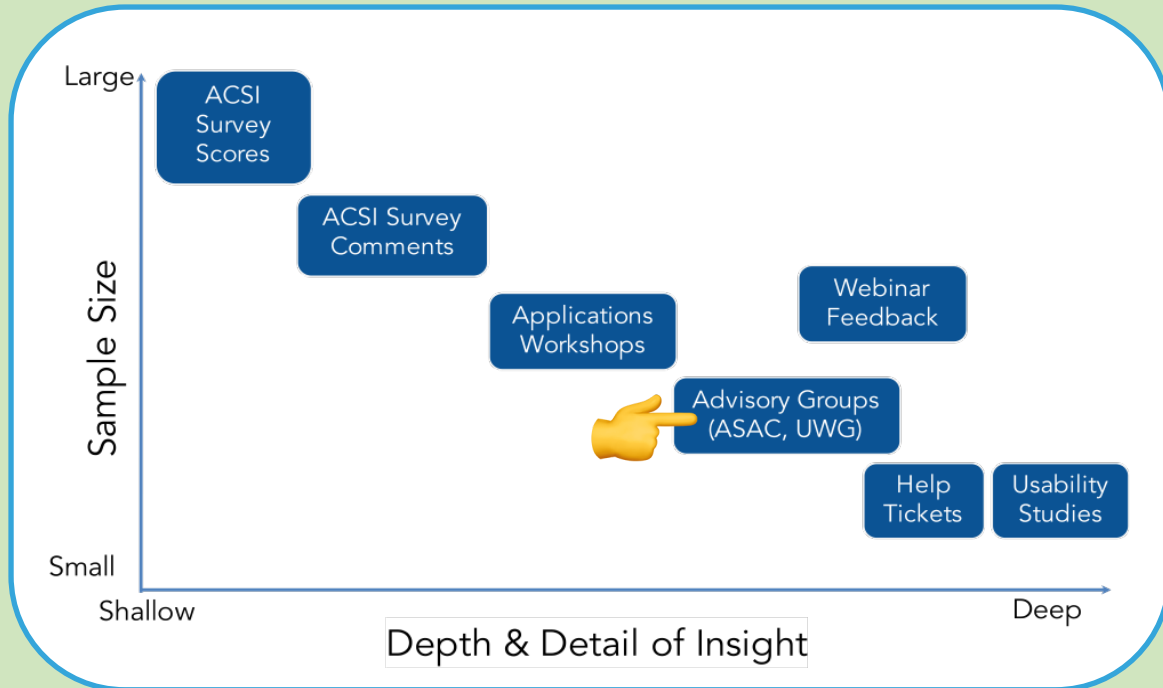 Large
ACSI
Survey
Scores
ACSI Survey
Comments
Applications
Workshops
Webinar
Feedback
Advisory Groups
(ASAC, UWG)
Help
Tickets
Usability
Studies
Sample Size
Small
Shallow
Deep
Depth & Detail of Insight